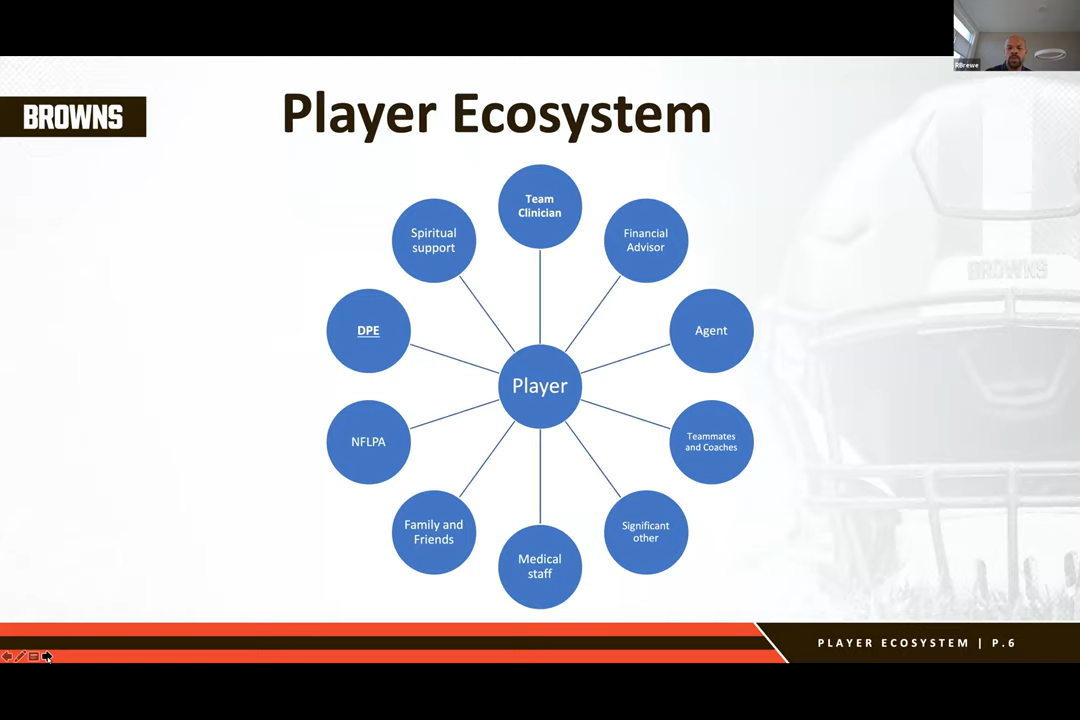 RBrewe
BROWNS
Player Ecosystem
Team
Clinician
Financial
Advisor
Agent
Teammates
and Coaches
Significant
other
Medical
staff
Family and
Friends
NFLPA
DPE
Spiritual
support
Player
BROWNS
PLAYER ECOSYSTEM | P.6